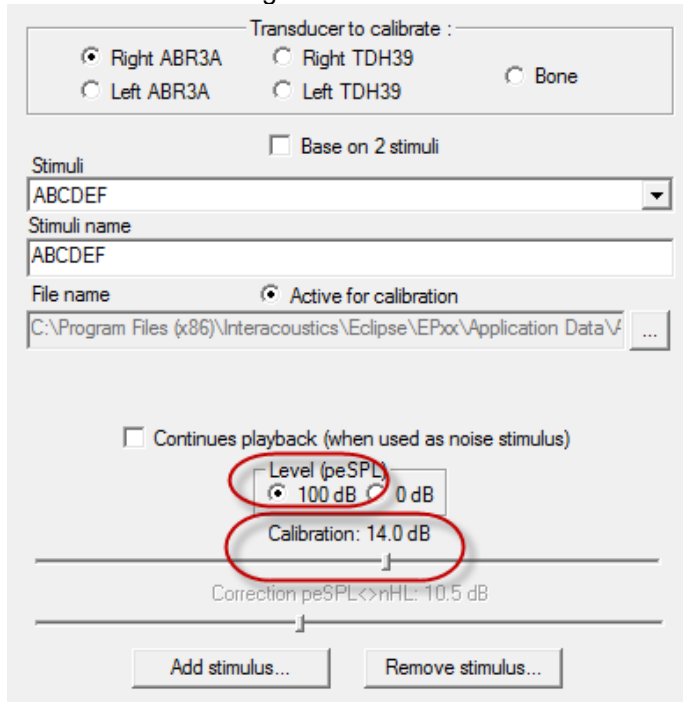 Transducer to calibrate :
Right ABR3A Right TDH39
Bone
Left ABR3A Left TDH39
Base on 2 stimuli
Stimuli
ABCDEF
Stimuli name
ABCDEF
File name Active for calibration
C:\Program Files (x86)\Interacoustics\Eclipse\EPxx\Application Data\ ...
Continues playback (when used as noise stimulus)
Level (peSPL)
100 dB 0 dB
Calibration: 14.0 dB
Correction peSPL<>nHL: 10.5 dB
Add stimulus... Remove stimulus...